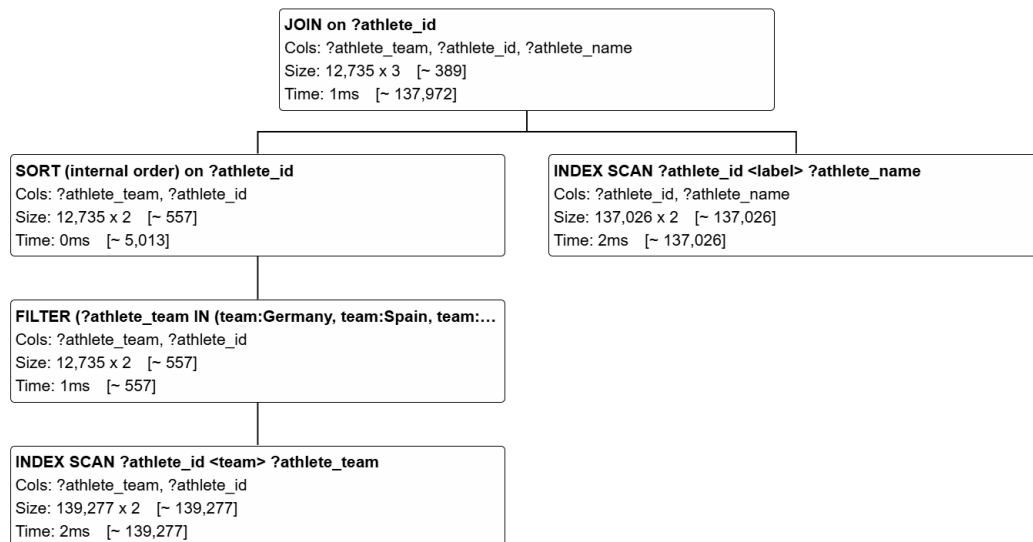 JOIN on ?athlete_id
Cols: ?athlete_team, ?athlete_id, ?athlete_name
Size: 12,735 x 3 [~ 389]
Time: 1ms [~ 137,972]
SORT (internal order) on ?athlete_id
Cols: ?athlete_team, ?athlete_id
Size: 12,735 x 2 [~ 557]
Time: 0ms [~ 5,013]
INDEX SCAN ?athlete_id <label> ?athlete_name
Cols: ?athlete_id, ?athlete_name
Size: 137,026 x 2 [~ 137,026]
Time: 2ms [~ 137,026]
FILTER (?athlete_team IN (team:Germany, team:Spain, team:…
Cols: ?athlete_team, ?athlete_id
Size: 12,735 x 2 [~ 557]
Time: 1ms [~ 557]
INDEX SCAN ?athlete_id <team> ?athlete_team
Cols: ?athlete_team, ?athlete_id
Size: 139,277 x 2 [~ 139,277]
Time: 2ms [~ 139,277]